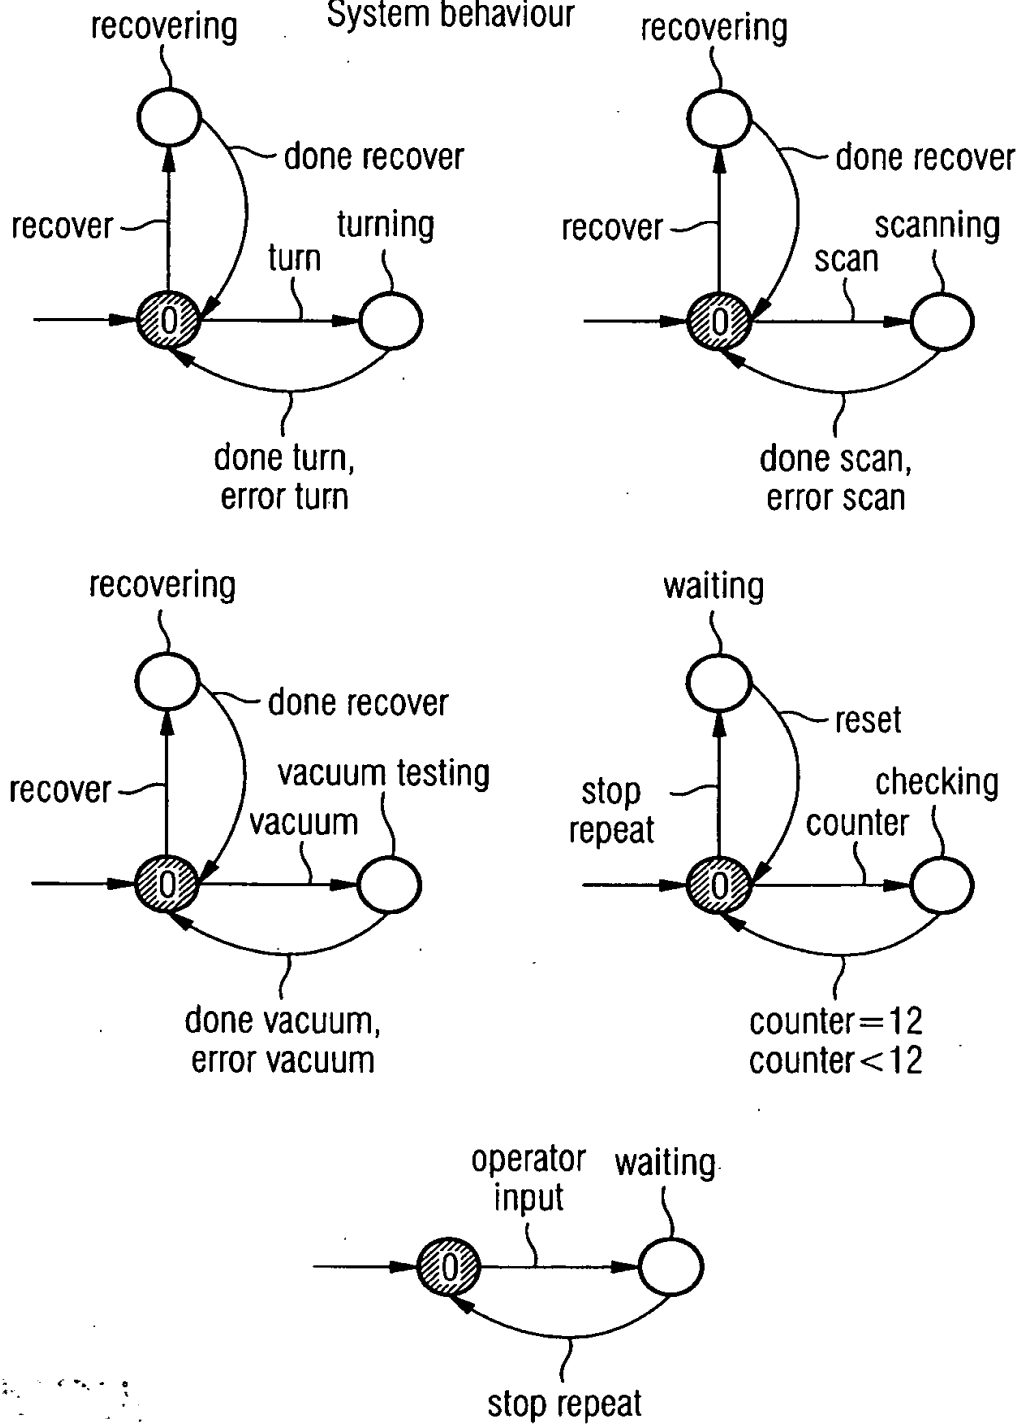 System behaviour
recovering
done recover
recover
turning
turn
0
done turn,
error turn
recovering
done recover
recover
scanning
scan
0
done scan,
error scan
recovering
done recover
recover
vacuum testing
vacuum
0
done vacuum,
error vacuum
waiting
reset
stop
repeat
checking
counter
0
counter=12
counter<12
operator
input
waiting
0
stop repeat